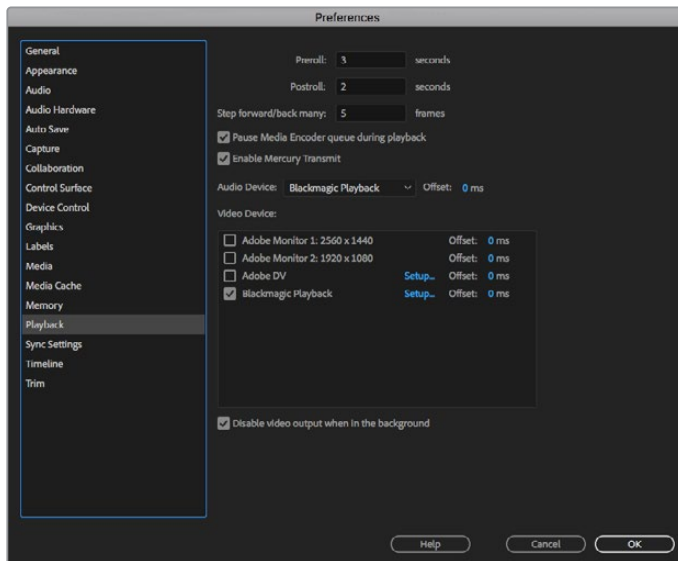 Preferences
General
Appearance
Audio
Audio Hardware
Auto Save
Capture
Collaboration
Control Surface
Device Control
Graphics
Labels
Media
Media Cache
Memory
Playback
Sync Settings
Timeline
Trim
Preroll: 3 seconds
Postroll: 2 seconds
Step forward/back many: 5 frames
Pause Media Encoder queue during playback
Enable Mercury Transmit
Audio Device: Blackmagic Playback Offset: 0 ms
Video Device:
Adobe Monitor 1: 2560 x 1440 Offset: 0 ms
Adobe Monitor 2: 1920 x 1080 Offset: 0 ms
Adobe DV Setup... Offset: 0 ms
Blackmagic Playback Setup... Offset: 0 ms
Disable video output when in the background
Help Cancel OK